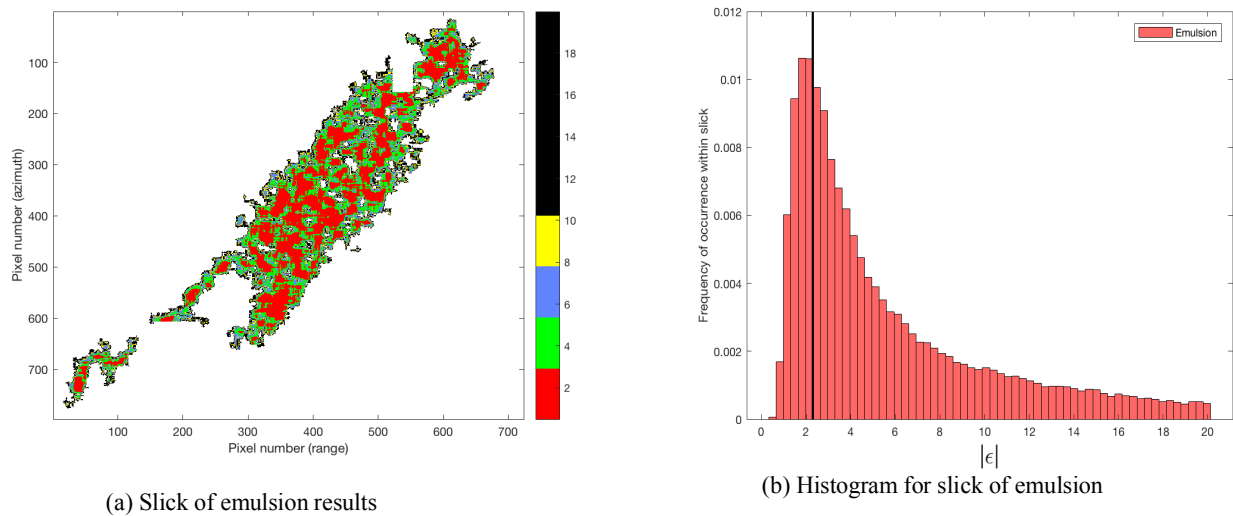 100
200
300
400
500
600
700
Pixel number (azimuth)
100 200 300 400 500 600 700
Pixel number (range)
18
16
14
12
10
8
6
4
2
(a) Slick of emulsion results
0.012
0.01
0.008
0.006
0.004
0.002
0
Frequency of occurrence within slick
Emulsion
0 2 4 6 8 10 12 14 16 18 20
|ϵ|
(b) Histogram for slick of emulsion